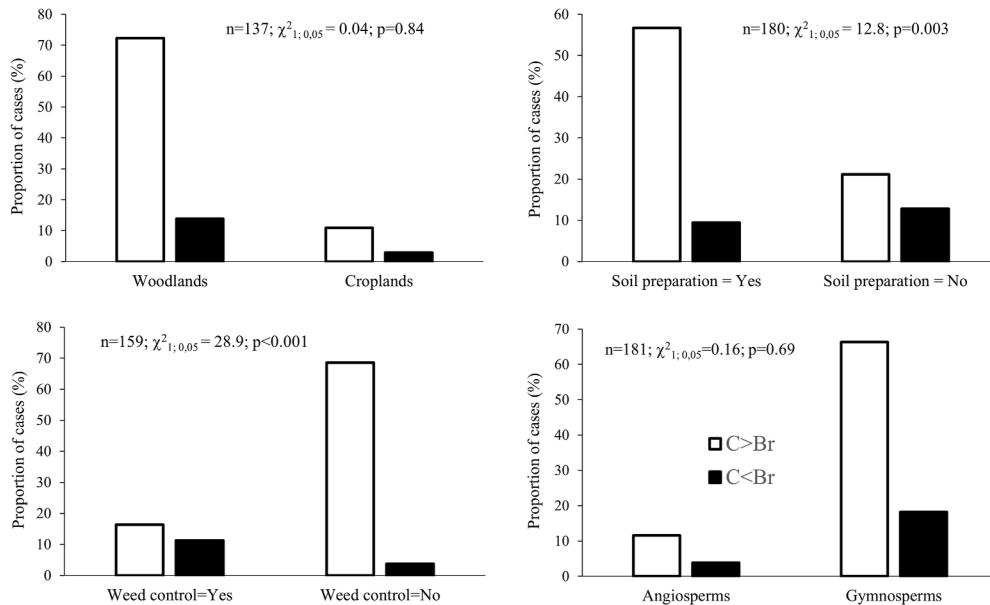 Proportion of cases (%)
80
70
60
50
40
30
20
10
0
n=137; χ²₁; ₀,₀₅ = 0.04; p=0.84
Woodlands
Croplands
Proportion of cases (%)
60
50
40
30
20
10
0
n=180; χ²₁; ₀,₀₅ = 12.8; p=0.003
Soil preparation = Yes
Soil preparation = No
Proportion of cases (%)
80
70
60
50
40
30
20
10
0
n=159; χ²₁; ₀,₀₅ = 28.9; p<0.001
Weed control=Yes
Weed control=No
Proportion of cases (%)
70
60
50
40
30
20
10
0
n=181; χ²₁; ₀,₀₅=0.16; p=0.69
C>Br
C<Br
Angiosperms
Gymnosperms